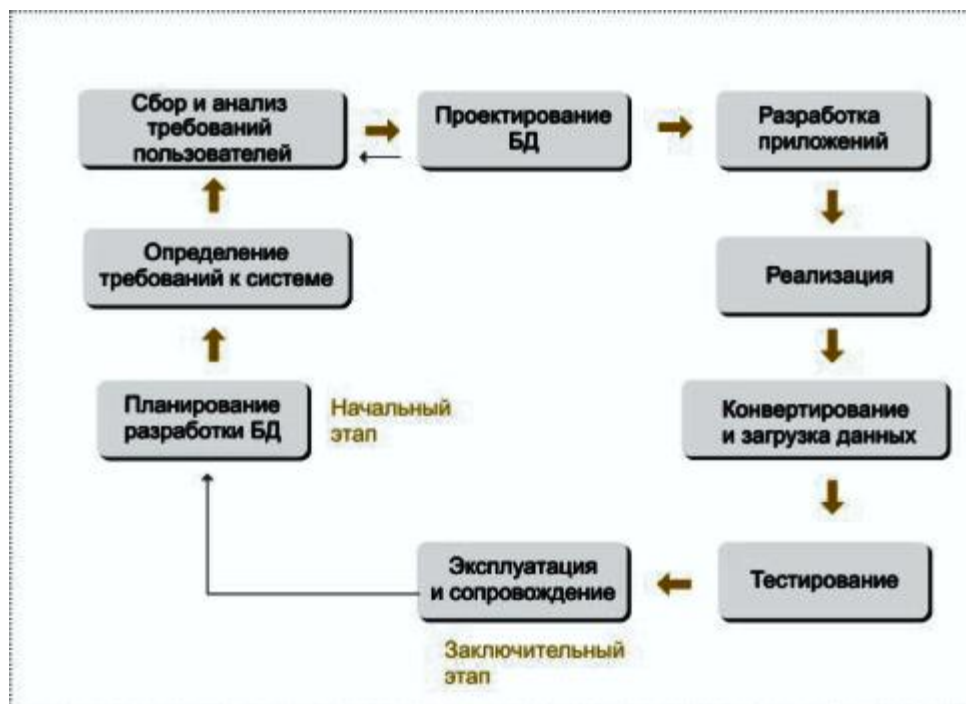 Сбор и анализ
требований
пользователей
Проектирование
БД
Разработка
приложений
Определение
требований к системе
Реализация
Планирование
разработки БД
Начальный
этап
Конвертирование
и загрузка данных
Эксплуатация
и сопровождение
Тестирование
Заключительный
этап